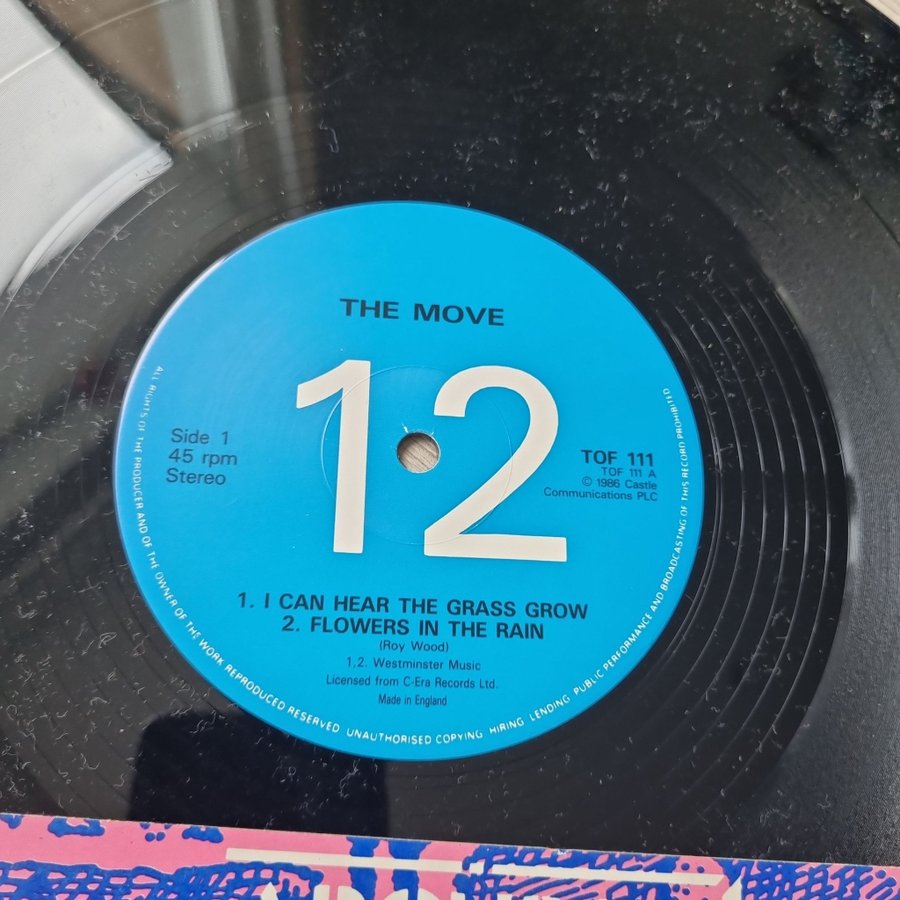 THE MOVE
12
Side 1
45 rpm
Stereo
TOF 111
TOF 111 A
© 1986 Castle
Communications PLC
1. I CAN HEAR THE GRASS GROW
2. FLOWERS IN THE RAIN
(Roy Wood)
1,2. Westminster Music
Licensed from C-Era Records Ltd.
Made in England
ALL RIGHTS OF THE PRODUCER AND OF THE OWNER OF THS WORK REPRODUCED RESERVED UNAUTHORISED COPYING HIRING LENDING PUBLIC PERFORMANCE AND BROADCASTING OF THIS RECORD PROHIBITED